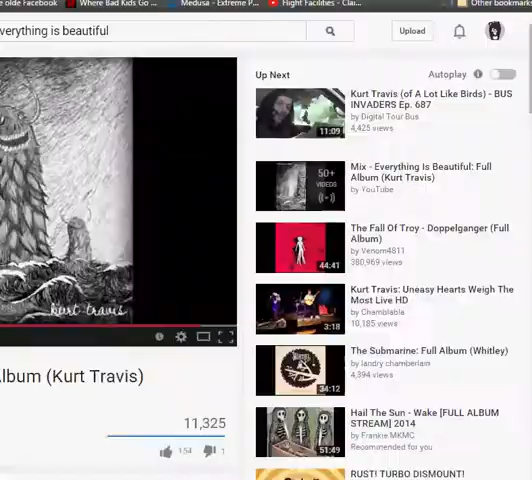 olde Facebook
Where Bad Kids Go ...
Medusa - Extreme P...
Flight Facilities - Clai...
Other bookmarks
verything is beautiful
Upload
Up Next
Autoplay
Kurt Travis (of A Lot Like Birds) - BUS
INVADERS Ep. 687
by Digital Tour Bus
4,425 views
11:09
Mix - Everything Is Beautiful: Full
Album (Kurt Travis)
by YouTube
50+
VIDEOS
The Fall Of Troy - Doppelganger (Full
Album)
by Venom4811
380,969 views
44:41
Kurt Travis: Uneasy Hearts Weigh The
Most Live HD
by Chamblabla
10,185 views
3:18
kurt travis
The Submarine: Full Album (Whitley)
by landry chamberlain
4,394 views
34:12
lbum (Kurt Travis)
Hail The Sun - Wake [FULL ALBUM
STREAM] 2014
by Frankie MKMC
Recommended for you
51:49
11,325
154
1
RUST! TURBO DISMOUNT!